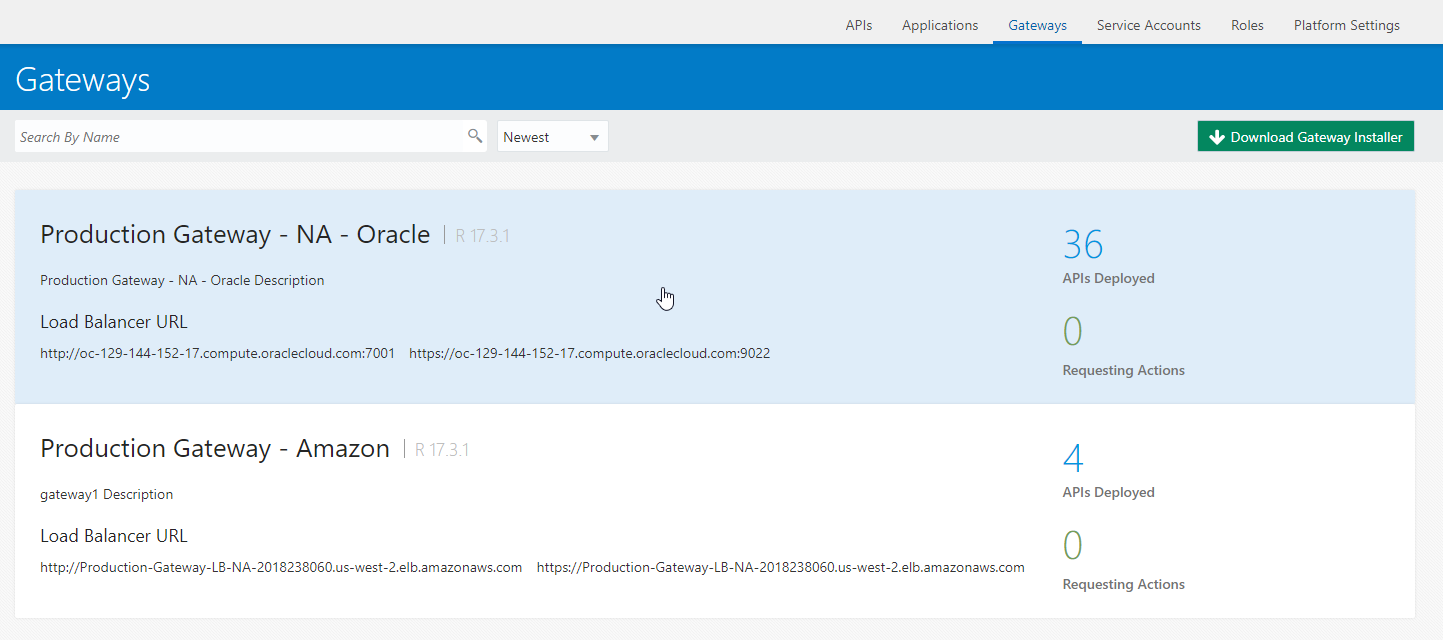 APIs Applications Gateways Service Accounts Roles Platform Settings
Gateways
Search By Name Newest Download Gateway Installer
Production Gateway - NA - Oracle R 17.3.1
36
APIs Deployed
Production Gateway - NA - Oracle Description
Load Balancer URL
0
http://oc-129-144-152-17.compute.oraclecloud.com:7001 https://oc-129-144-152-17.compute.oraclecloud.com:9022
Requesting Actions
Production Gateway - Amazon R 17.3.1
4
APIs Deployed
gateway1 Description
Load Balancer URL
0
http://Production-Gateway-LB-NA-2018238060.us-west-2.elb.amazonaws.com https://Production-Gateway-LB-NA-2018238060.us-west-2.elb.amazonaws.com
Requesting Actions